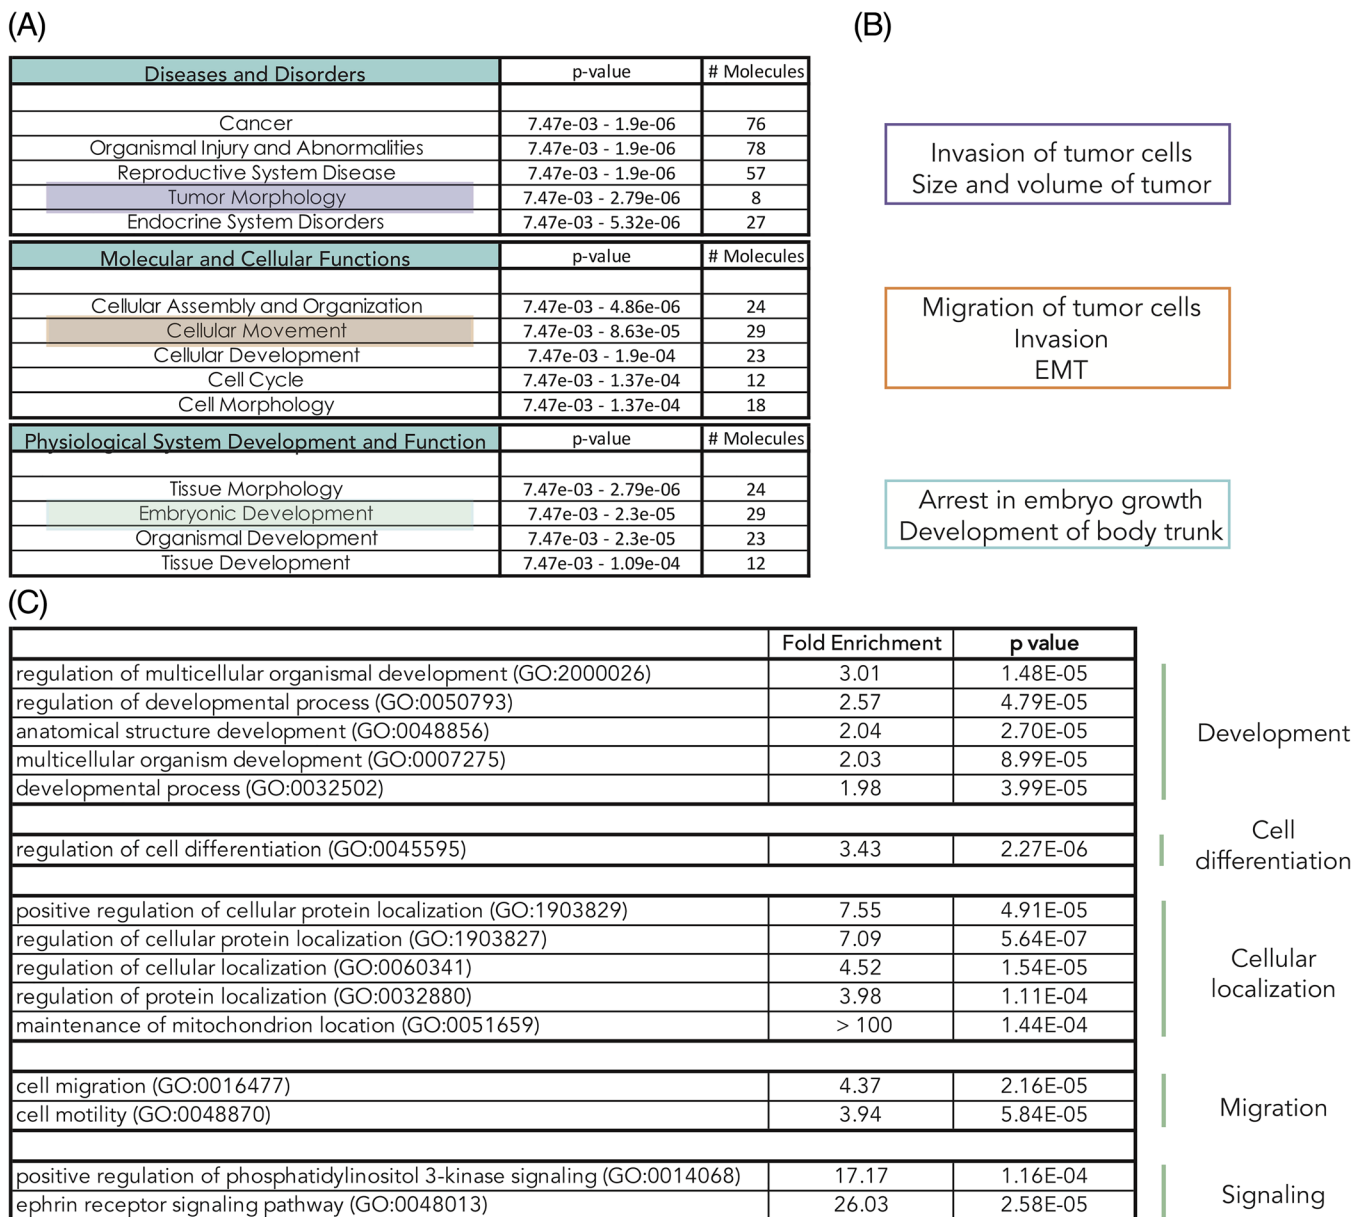 (A)
Diseases and Disorders p-value # Molecules
Cancer 7.47e-03 - 1.9e-06 76
Organismal Injury and Abnormalities 7.47e-03 - 1.9e-06 78
Reproductive System Disease 7.47e-03 - 1.9e-06 57
Tumor Morphology 7.47e-03 - 2.79e-06 8
Endocrine System Disorders 7.47e-03 - 5.32e-06 27
Molecular and Cellular Functions p-value # Molecules
Cellular Assembly and Organization 7.47e-03 - 4.86e-06 24
Cellular Movement 7.47e-03 - 8.63e-05 29
Cellular Development 7.47e-03 - 1.9e-04 23
Cell Cycle 7.47e-03 - 1.37e-04 12
Cell Morphology 7.47e-03 - 1.37e-04 18
Physiological System Development and Function p-value # Molecules
Tissue Morphology 7.47e-03 - 2.79e-06 24
Embryonic Development 7.47e-03 - 2.3e-05 29
Organismal Development 7.47e-03 - 2.3e-05 23
Tissue Development 7.47e-03 - 1.09e-04 12
(B)
Invasion of tumor cells
Size and volume of tumor
Migration of tumor cells
Invasion
EMT
Arrest in embryo growth
Development of body trunk
(C)
Fold Enrichment p value
regulation of multicellular organismal development (GO:2000026) 3.01 1.48E-05
regulation of developmental process (GO:0050793) 2.57 4.79E-05
anatomical structure development (GO:0048856) 2.04 2.70E-05
multicellular organism development (GO:0007275) 2.03 8.99E-05
developmental process (GO:0032502) 1.98 3.99E-05
Development
regulation of cell differentiation (GO:0045595) 3.43 2.27E-06
Cell
differentiation
positive regulation of cellular protein localization (GO:1903829) 7.55 4.91E-05
regulation of cellular protein localization (GO:1903827) 7.09 5.64E-07
regulation of cellular localization (GO:0060341) 4.52 1.54E-05
regulation of protein localization (GO:0032880) 3.98 1.11E-04
maintenance of mitochondrion location (GO:0051659) > 100 1.44E-04
Cellular
localization
cell migration (GO:0016477) 4.37 2.16E-05
cell motility (GO:0048870) 3.94 5.84E-05
Migration
positive regulation of phosphatidylinositol 3-kinase signaling (GO:0014068) 17.17 1.16E-04
ephrin receptor signaling pathway (GO:0048013) 26.03 2.58E-05
Signaling